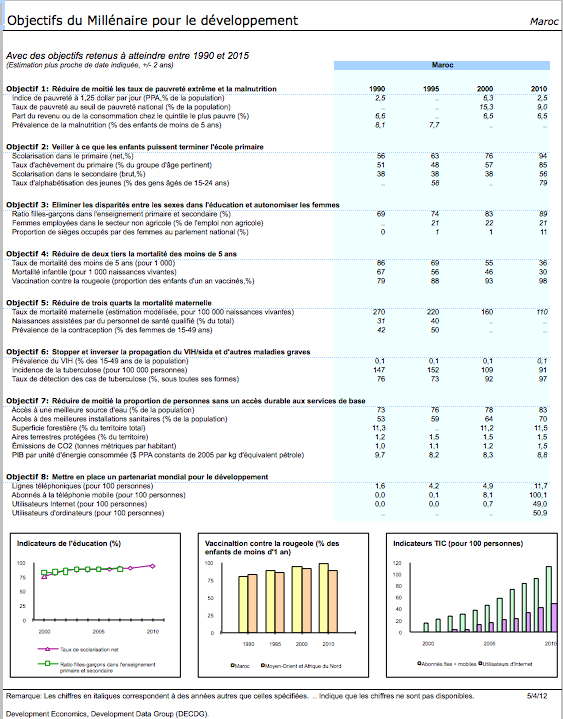 Objectifs du Millénaire pour le développement Maroc
Avec des objectifs retenus à atteindre entre 1990 et 2015
(Estimation plus proche de date indiquée, +/- 2 ans) Maroc
Objectif 1: Réduire de moitié les taux de pauvreté extrême et la malnutrition 1990 1995 2000 2010
Indice de pauvreté à 1,25 dollar par jour (PPA,% de la population) 2,5 .. 6,3 2,5
Taux de pauvreté au seuil de pauvreté national (% de la population) .. .. 15,3 9,0
Part du revenu ou de la consommation chez le quintile le plus pauvre (%) 6,6 .. 6,5 6,5
Prévalence de la malnutrition (% des enfants de moins de 5 ans) 8,1 7,7 .. ..
Objectif 2: Veiller à ce que les enfants puissent terminer l'école primaire
Scolarisation dans le primaire (net,%) 56 63 76 94
Taux d'achèvement du primaire (% du groupe d'âge pertinent) 51 48 57 85
Scolarisation dans le secondaire (brut,%) 38 38 38 56
Taux d'alphabétisation des jeunes (% des gens âgés de 15-24 ans) .. 58 .. 79
Objectif 3: Eliminer les disparités entre les sexes dans l'éducation et autonomiser les femmes
Ratio filles-garçons dans l'enseignement primaire et secondaire (%) 69 74 83 89
Femmes employées dans le secteur non agricole (% de l'emploi non agricole) .. 21 22 21
Proportion de sièges occupés par des femmes au parlement national (%) 0 1 1 11
Objectif 4: Réduire de deux tiers la mortalité des moins de 5 ans
Taux de mortalité des moins de 5 ans (pour 1 000) 86 69 55 36
Mortalité infantile (pour 1 000 naissances vivantes) 67 56 46 30
Vaccination contre la rougeole (proportion des enfants d'un an vaccinés,%) 79 88 93 98
Objectif 5: Réduire de trois quarts la mortalité maternelle
Taux de mortalité maternelle (estimation modélisée, pour 100 000 naissances vivantes) 270 220 160 110
Naissances assistées par du personnel de santé qualifié (% du total) 31 40 .. ..
Prévalence de la contraception (% des femmes de 15-49 ans) 42 50 .. ..
Objectif 6: Stopper et inverser la propagation du VIH/sida et d'autres maladies graves
Prévalence du VIH (% des 15-49 ans de la population) 0,1 0,1 0,1 0,1
Incidence de la tuberculose (pour 100 000 personnes) 147 152 109 91
Taux de détection des cas de tuberculose (%, sous toutes ses formes) 76 73 92 97
Objectif 7: Réduire de moitié la proportion de personnes sans un accès durable aux services de base
Accès à une meilleure source d'eau (% de la population) 73 76 78 83
Accès à des meilleures installations sanitaires (% de la population) 53 59 64 70
Superficie forestière (% du territoire total) 11,3 .. 11,2 11,5
Aires terrestres protégées (% du territoire) 1,2 1,5 1,5 1,5
Émissions de CO2 (tonnes métriques par habitant) 1,0 1,1 1,2 1,5
PIB par unité d'énergie consommée ($ PPA constants de 2005 par kg d'équivalent pétrole) 9,7 8,2 8,3 8,8
Objectif 8: Mettre en place un partenariat mondial pour le développement
Lignes téléphoniques (pour 100 personnes) 1,6 4,2 4,9 11,7
Abonnés à la téléphonie mobile (pour 100 personnes) 0,0 0,1 8,1 100,1
Utilisateurs Internet (pour 100 personnes) 0,0 0,0 0,7 49,0
Utilisateurs d'ordinateurs (pour 100 personnes) .. .. .. 50,9
Indicateurs de l'éducation (%)
100
75
50
25
0
2000 2005 2010
Taux de scolarisation net
Ratio filles-garçons dans l'enseignement
primaire et secondaire
Vaccinaltion contre la rougeole (% des
enfants de moins d'1 an)
100
75
50
25
0
1990 1995 2000 2010
Maroc Moyen-Orient et Afrique du Nord
Indicateurs TIC (pour 100 personnes)
120
100
80
60
40
20
0
2000 2005 2010
Abonnés fixe + mobiles Utilisateurs d'Internet
Remarque: Les chiffres en italiques correspondent à des années autres que celles spécifiées. .. Indique que les chiffres ne sont pas disponibles. 5/4/12
Development Economics, Development Data Group (DECDG).